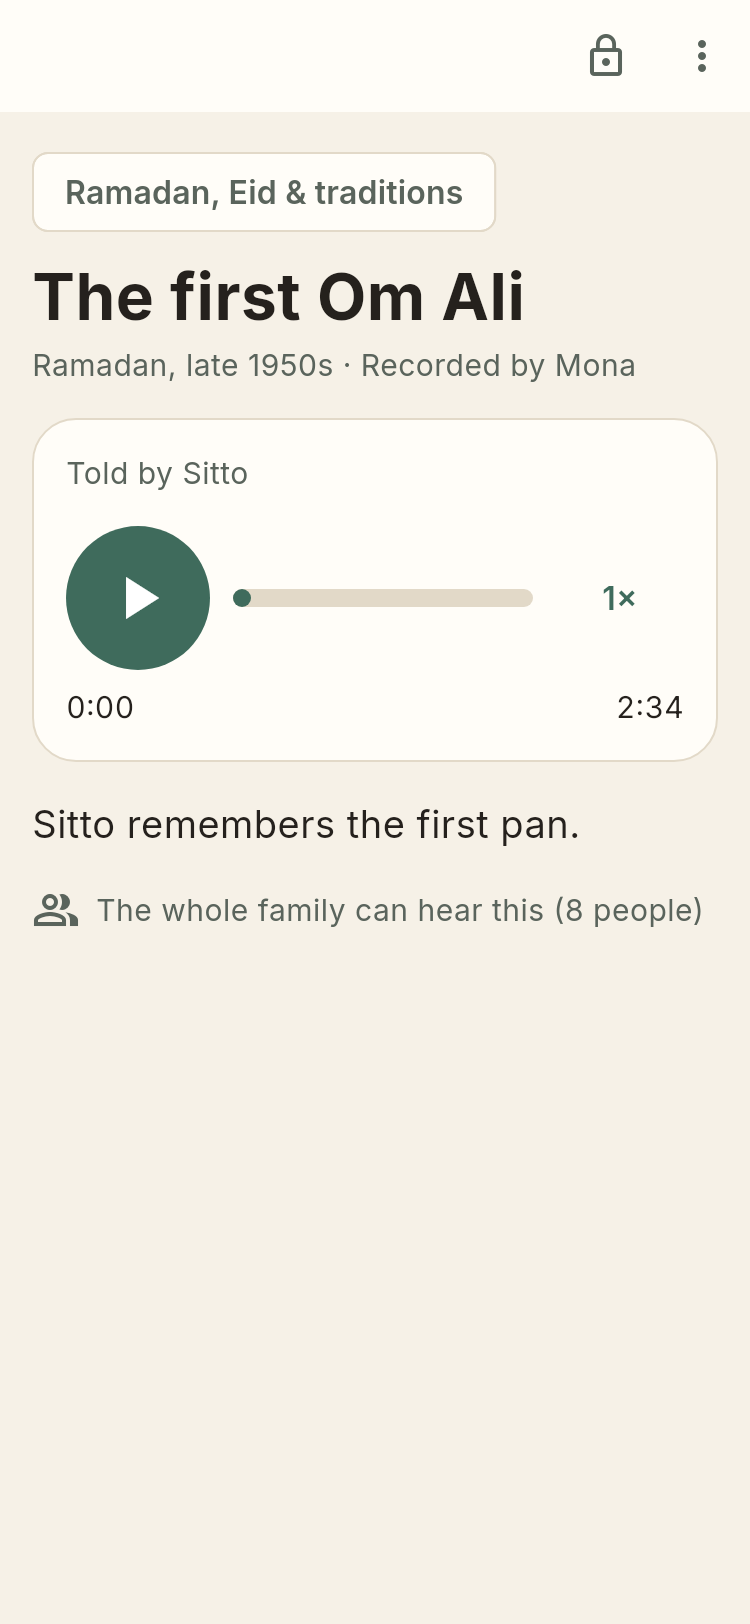 Ramadan, Eid & traditions
The first Om Ali
Ramadan, late 1950s · Recorded by Mona
Told by Sitto
1×
0:00
2:34
Sitto remembers the first pan.
The whole family can hear this (8 people)